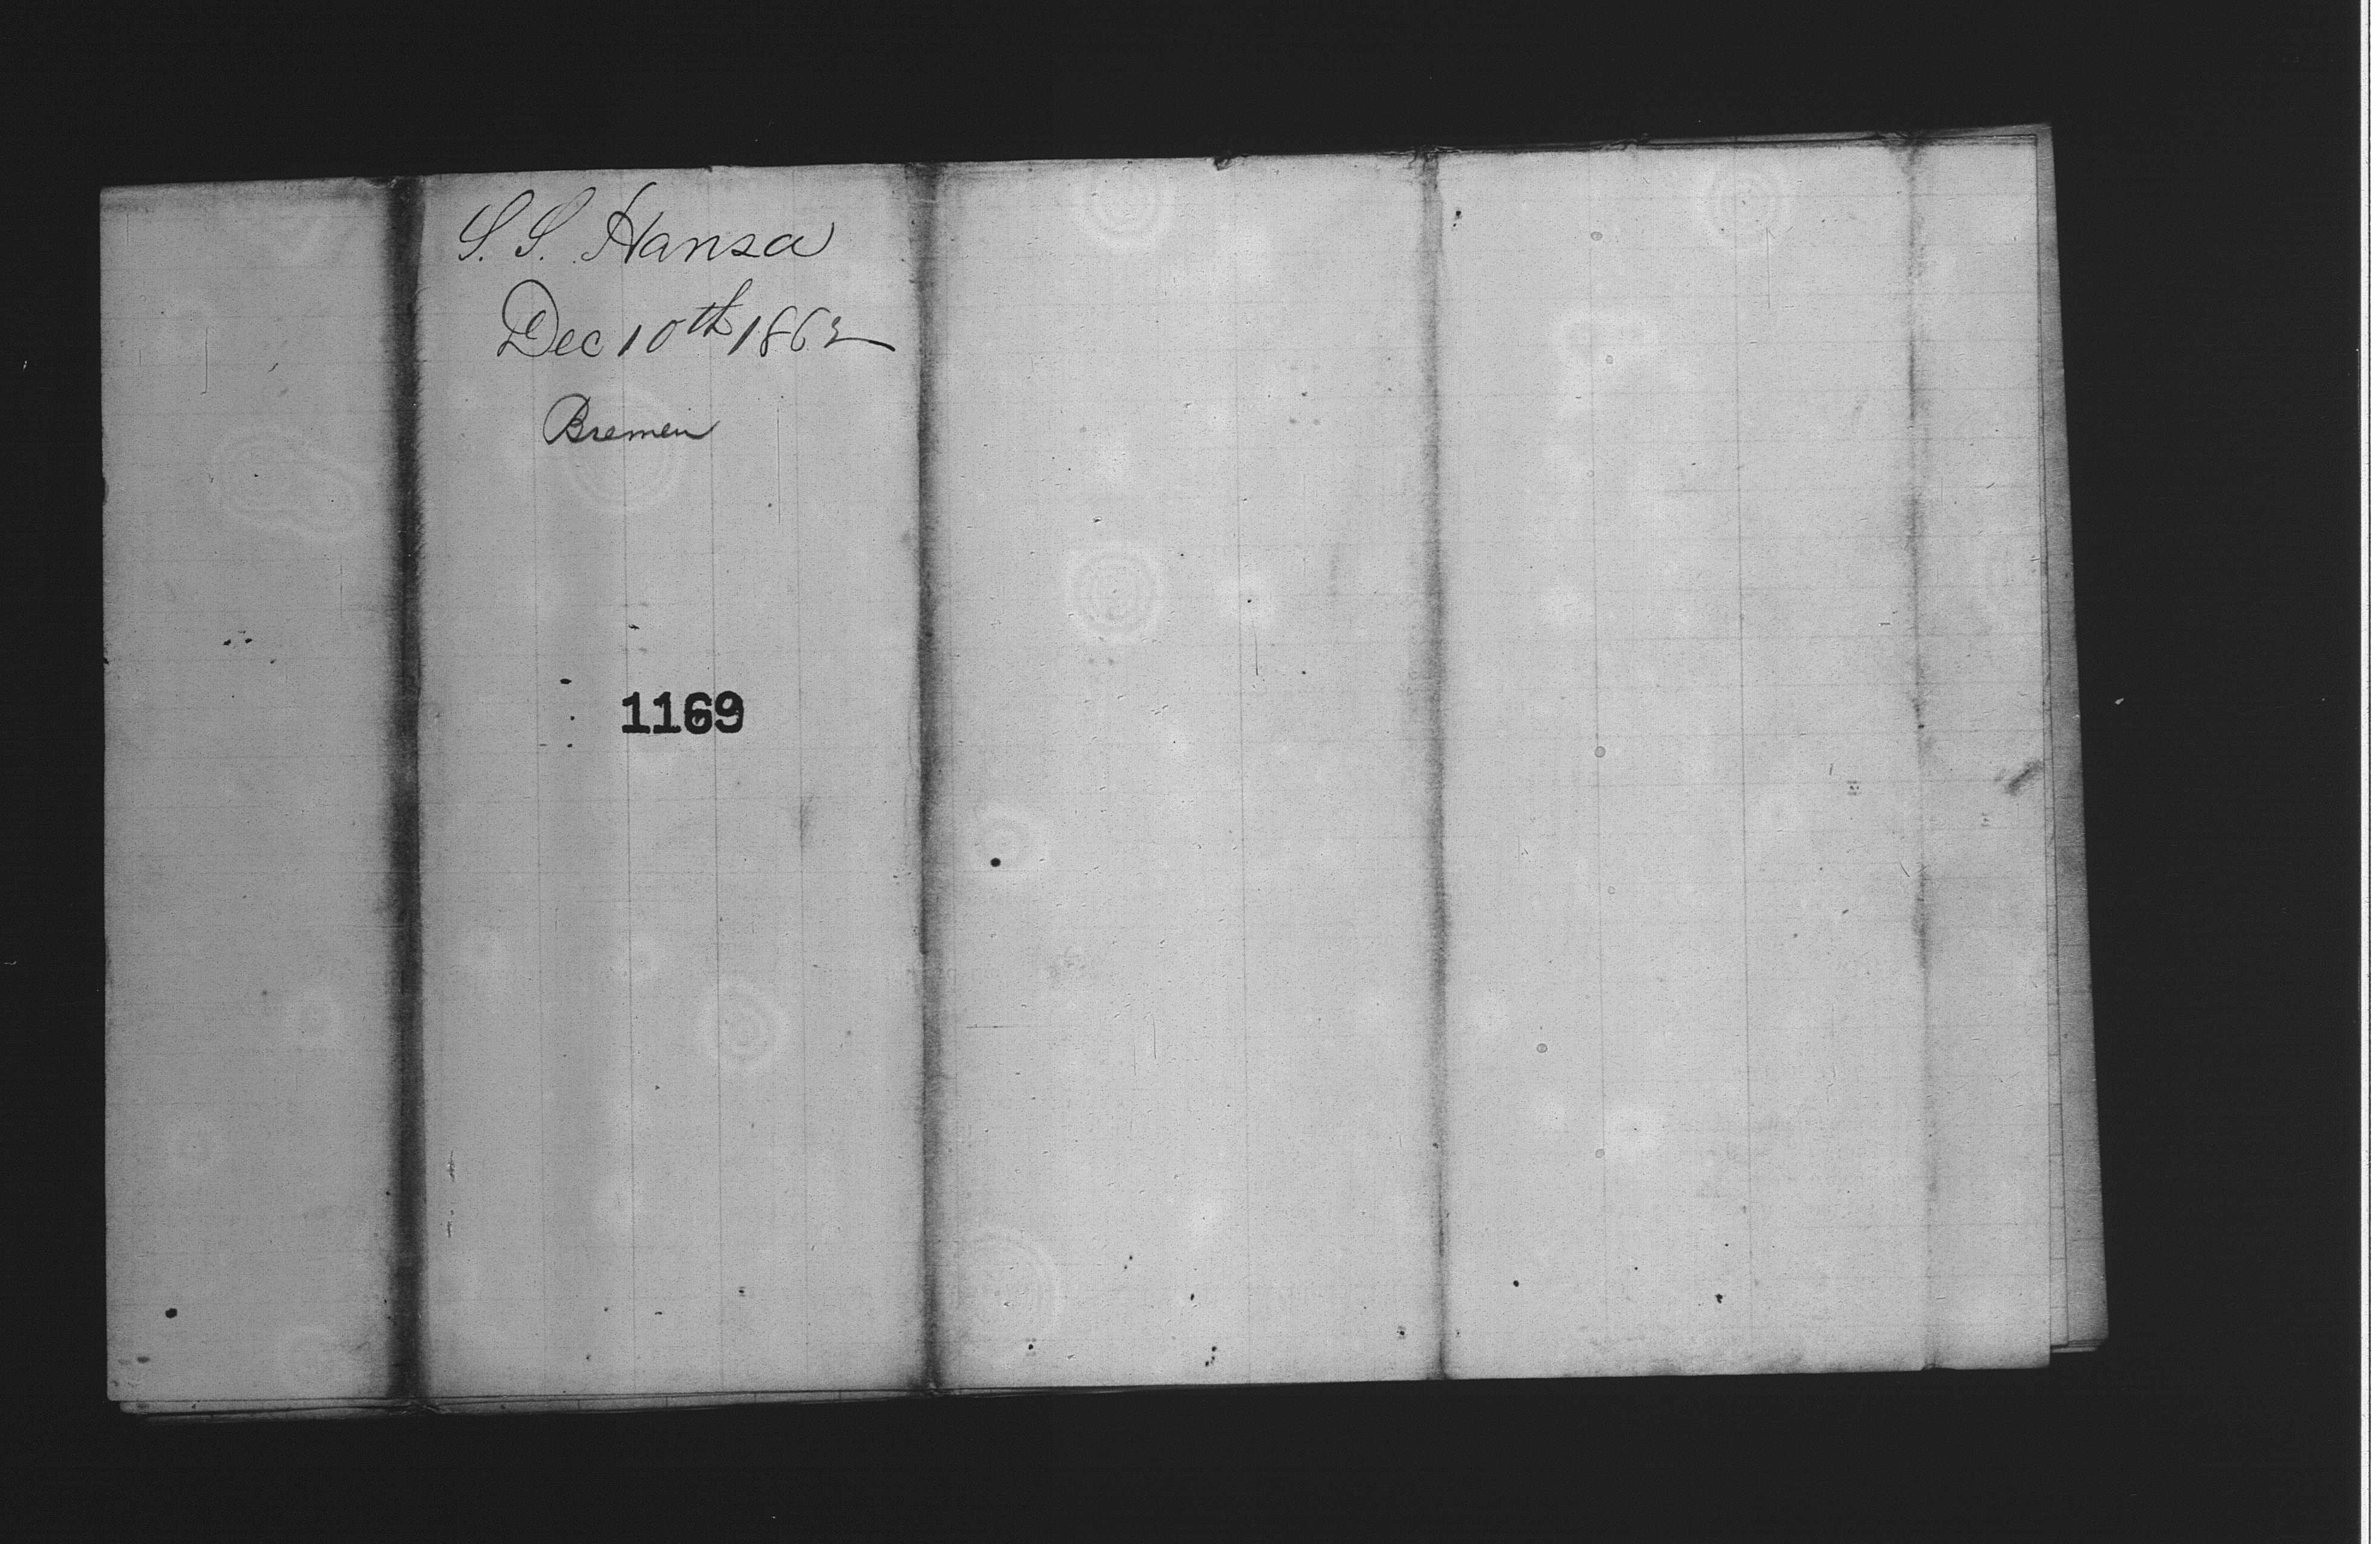 S. S. Hansa
Dec 10th 1862
Bremen
1169